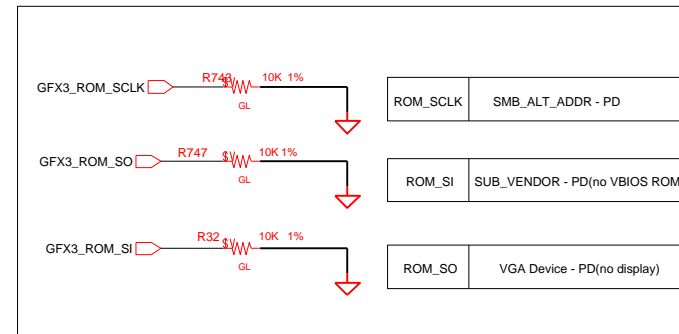 GFX3_ROM_SCLK R743 10K 1%
GL
ROM_SCLK SMB_ALT_ADDR - PD
GFX3_ROM_SO R747 10K 1%
GL
ROM_SI SUB_VENDOR - PD(no VBIOS ROM
GFX3_ROM_SI R32 10K 1%
GL
ROM_SO VGA Device - PD(no display)